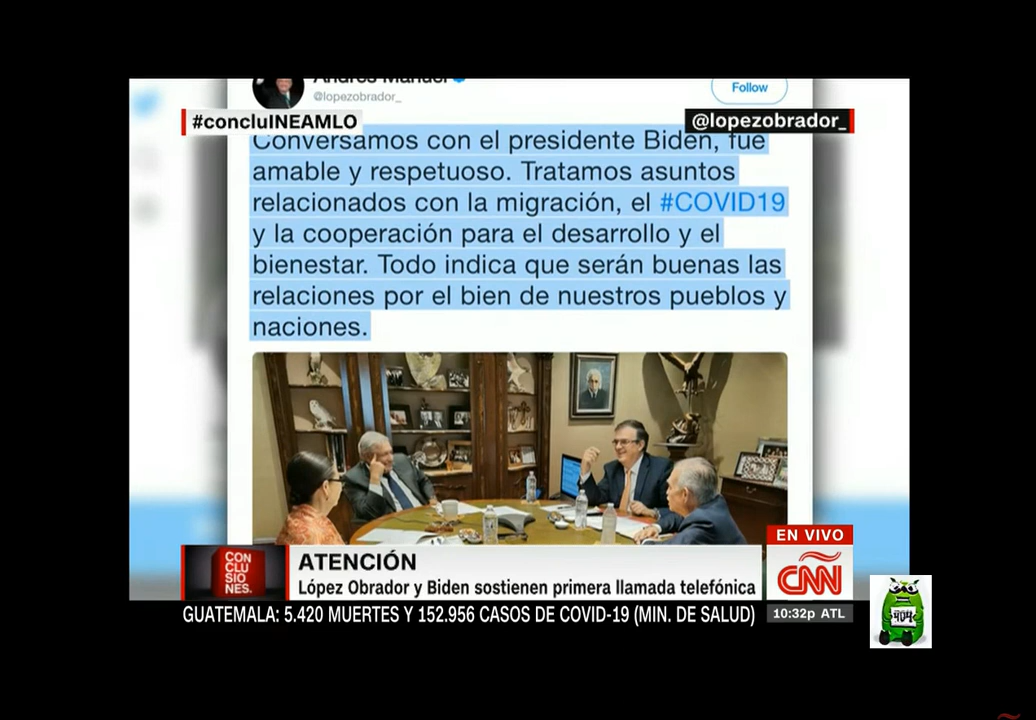 Andrés Manuel
@lopezobrador_
Follow
#concluINEAMLO
@lopezobrador_
Conversamos con el presidente Biden, fue
amable y respetuoso. Tratamos asuntos
relacionados con la migración, el #COVID19
y la cooperación para el desarrollo y el
bienestar. Todo indica que serán buenas las
relaciones por el bien de nuestros pueblos y
naciones.
EN VIVO
CON
CLU
SIO
NES.
ATENCIÓN
López Obrador y Biden sostienen primera llamada telefónica
CNN
GUATEMALA: 5.420 MUERTES Y 152.956 CASOS DE COVID-19 (MIN. DE SALUD)
10:32p ATL
404